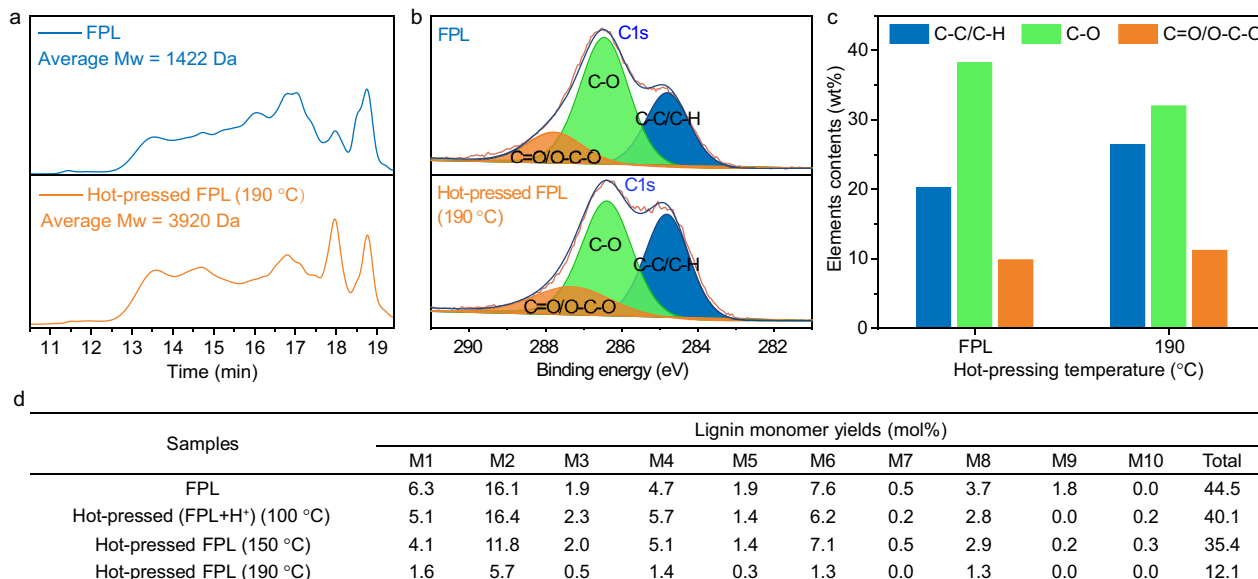 a
FPL
Average Mw = 1422 Da
Hot-pressed FPL (190 °C)
Average Mw = 3920 Da
11 12 13 14 15 16 17 18 19
Time (min)
b
FPL
C1s
C-O
C-C/C-H
C=O/O-C-O
Hot-pressed FPL
(190 °C)
C1s
C-O
C-C/C-H
C=O/O-C-O
290 288 286 284 282
Binding energy (eV)
c
C-C/C-H C-O C=O/O-C-O
Elements contents (wt%)
40
30
20
10
0
FPL 190
Hot-pressing temperature (°C)
d
Samples Lignin monomer yields (mol%)
M1 M2 M3 M4 M5 M6 M7 M8 M9 M10 Total
FPL 6.3 16.1 1.9 4.7 1.9 7.6 0.5 3.7 1.8 0.0 44.5
Hot-pressed (FPL+H⁺) (100 °C) 5.1 16.4 2.3 5.7 1.4 6.2 0.2 2.8 0.0 0.2 40.1
Hot-pressed FPL (150 °C) 4.1 11.8 2.0 5.1 1.4 7.1 0.5 2.9 0.2 0.3 35.4
Hot-pressed FPL (190 °C) 1.6 5.7 0.5 1.4 0.3 1.3 0.0 1.3 0.0 0.0 12.1